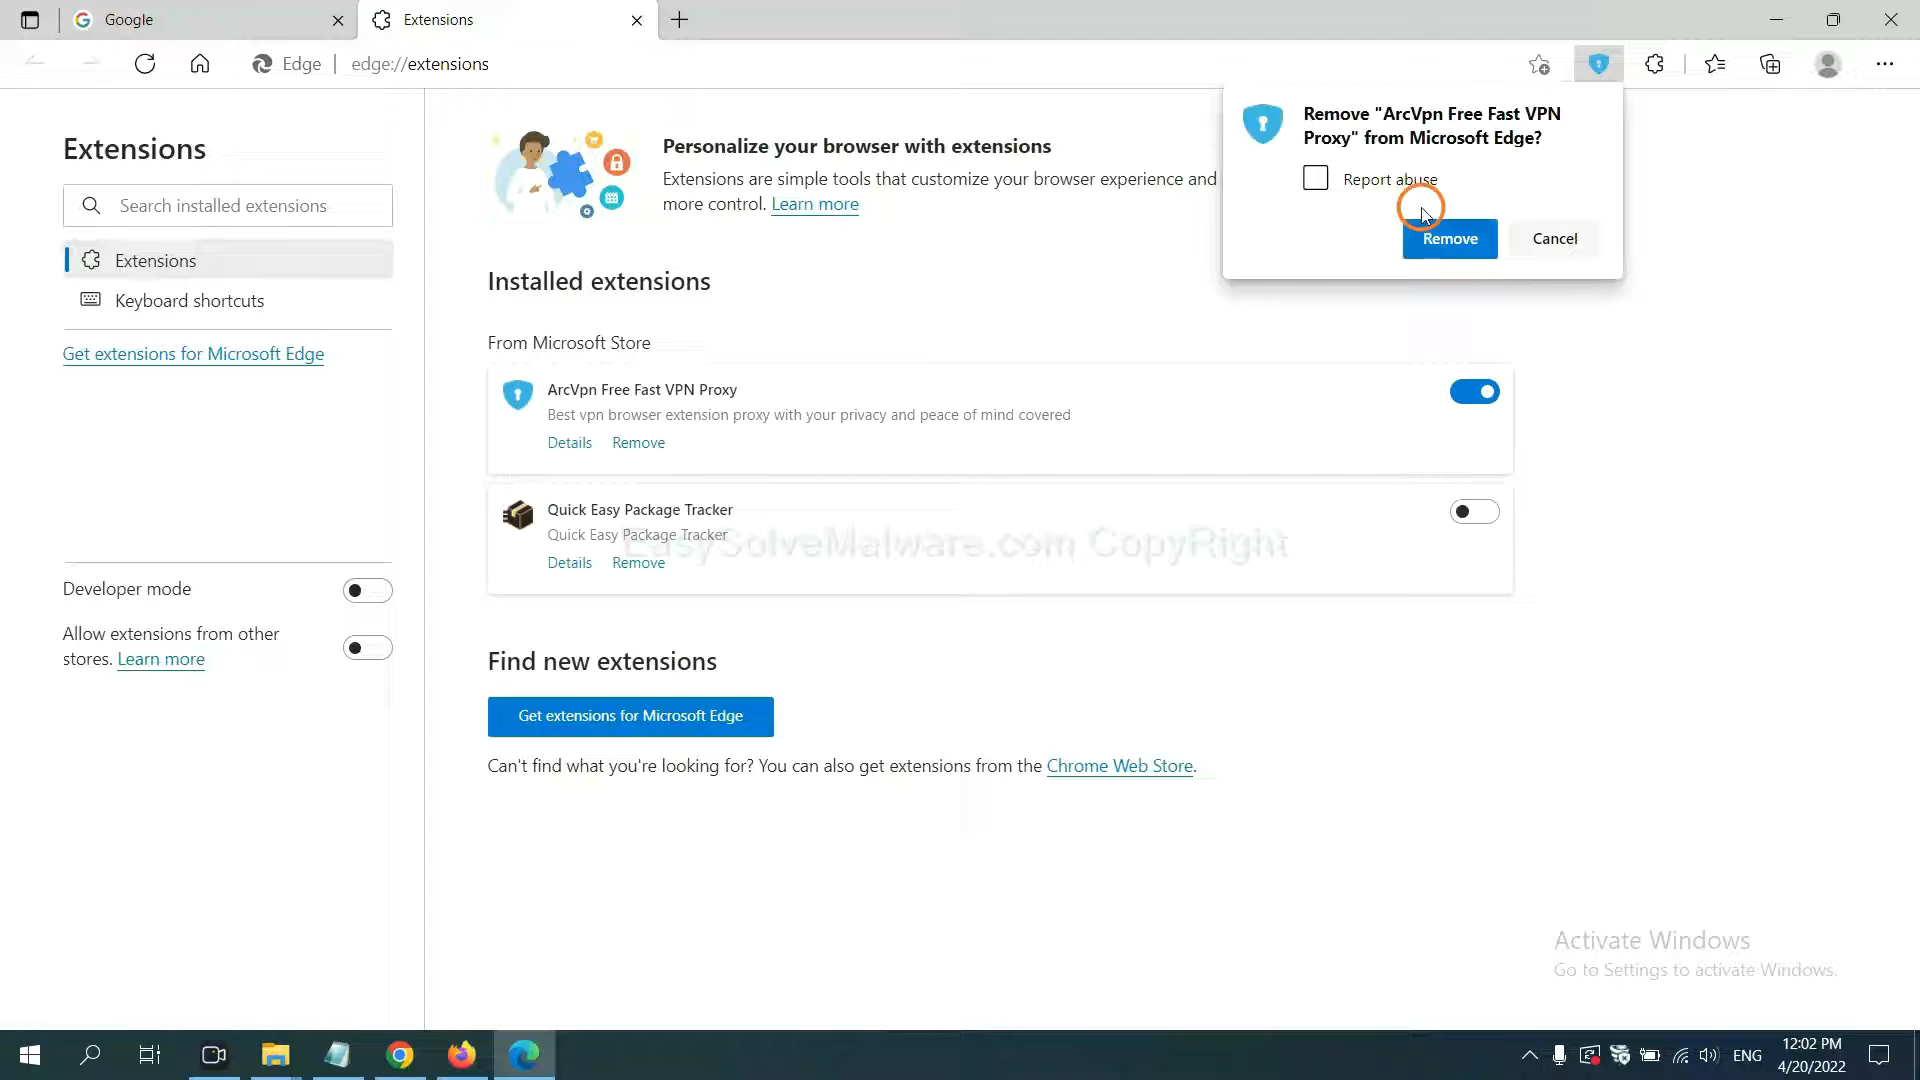 Google
Extensions
Edge
edge://extensions
Extensions
Search installed extensions
Extensions
Keyboard shortcuts
Get extensions for Microsoft Edge
Developer mode
Allow extensions from other
stores. Learn more
Personalize your browser with extensions
Extensions are simple tools that customize your browser experience and
more control. Learn more
Remove "ArcVpn Free Fast VPN
Proxy" from Microsoft Edge?
Report abuse
Remove
Cancel
Installed extensions
From Microsoft Store
ArcVpn Free Fast VPN Proxy
Best vpn browser extension proxy with your privacy and peace of mind covered
Details
Remove
Quick Easy Package Tracker
Quick Easy Package Tracker
Details
Remove
EasySolveMalware.com CopyRight
Find new extensions
Get extensions for Microsoft Edge
Can't find what you're looking for? You can also get extensions from the Chrome Web Store.
Activate Windows
Go to Settings to activate Windows.
ENG
12:02 PM
4/20/2022